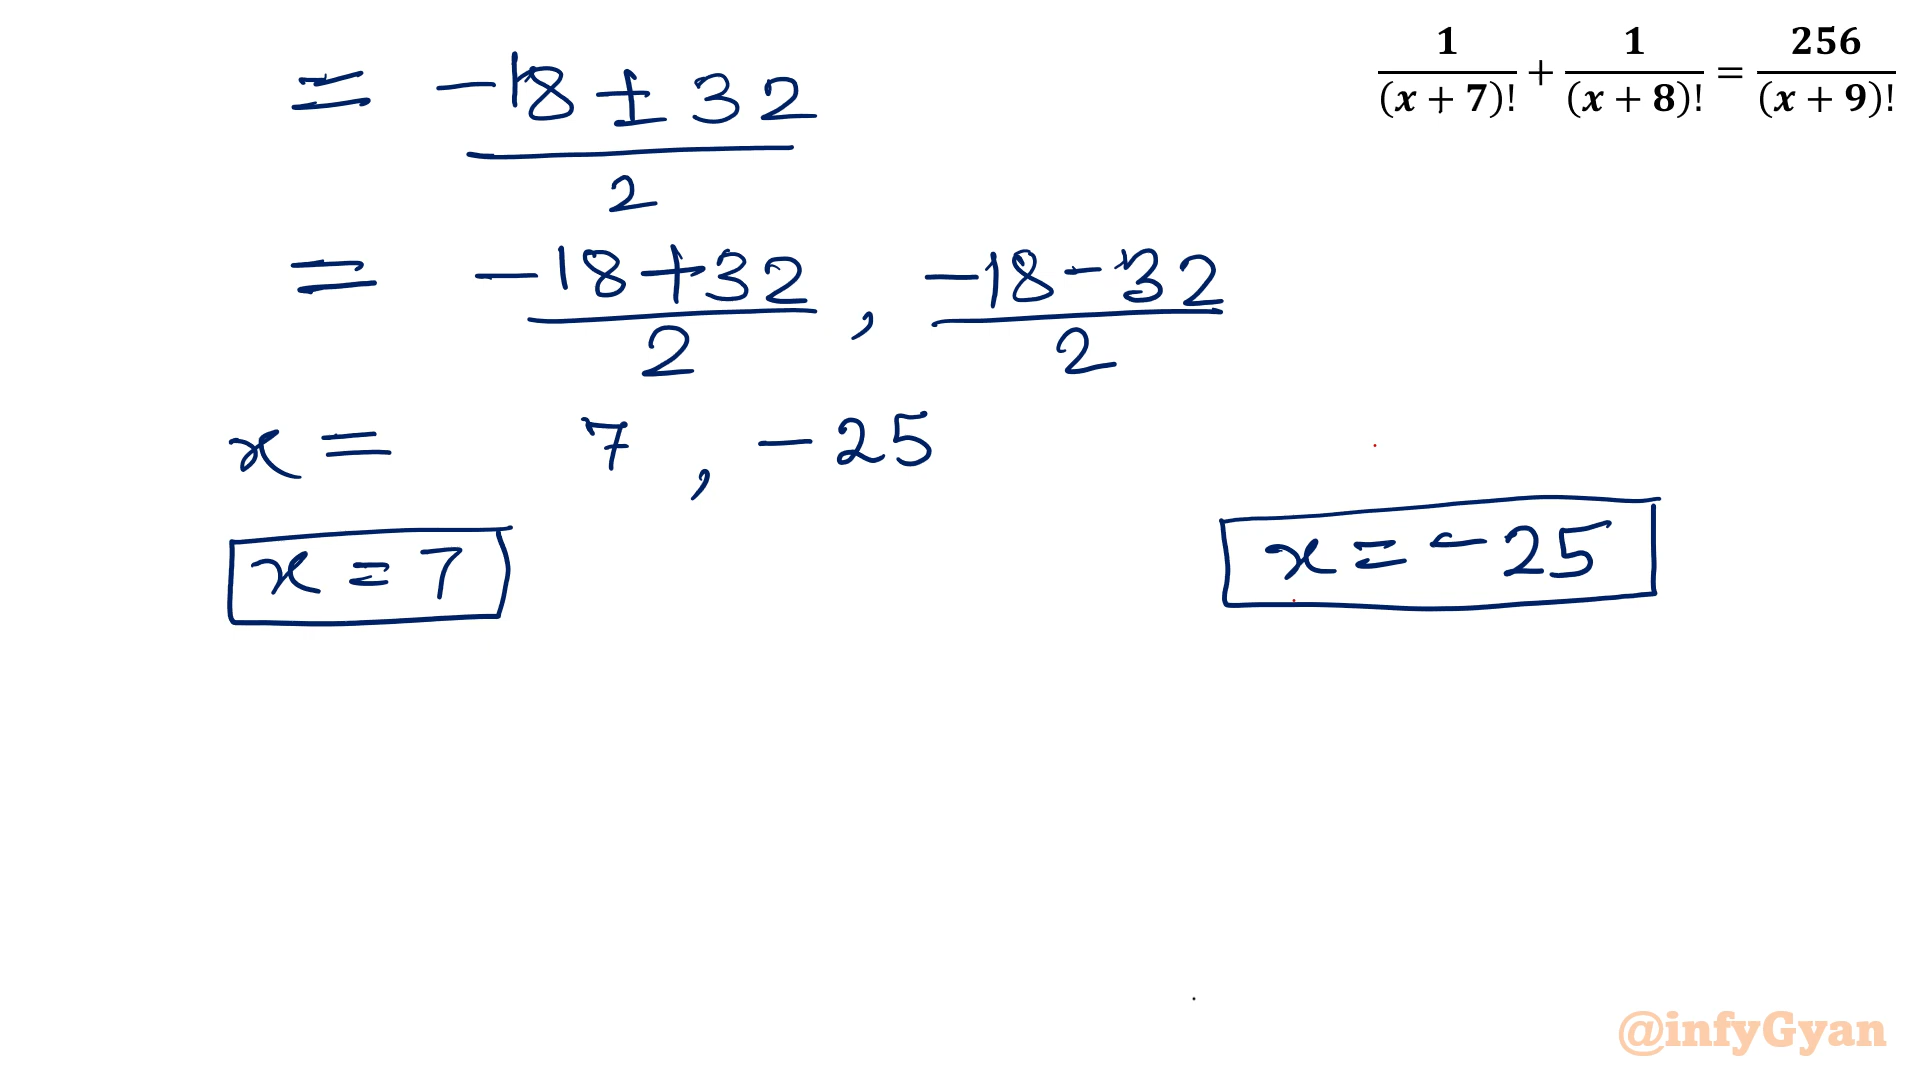 1/(x + 7)! + 1/(x + 8)! = 256/(x + 9)!
= -18 ± 32 / 2
= -18 + 32 / 2 , -18 - 32 / 2
x = 7 , -25
x = 7
x = -25
@infyGyan